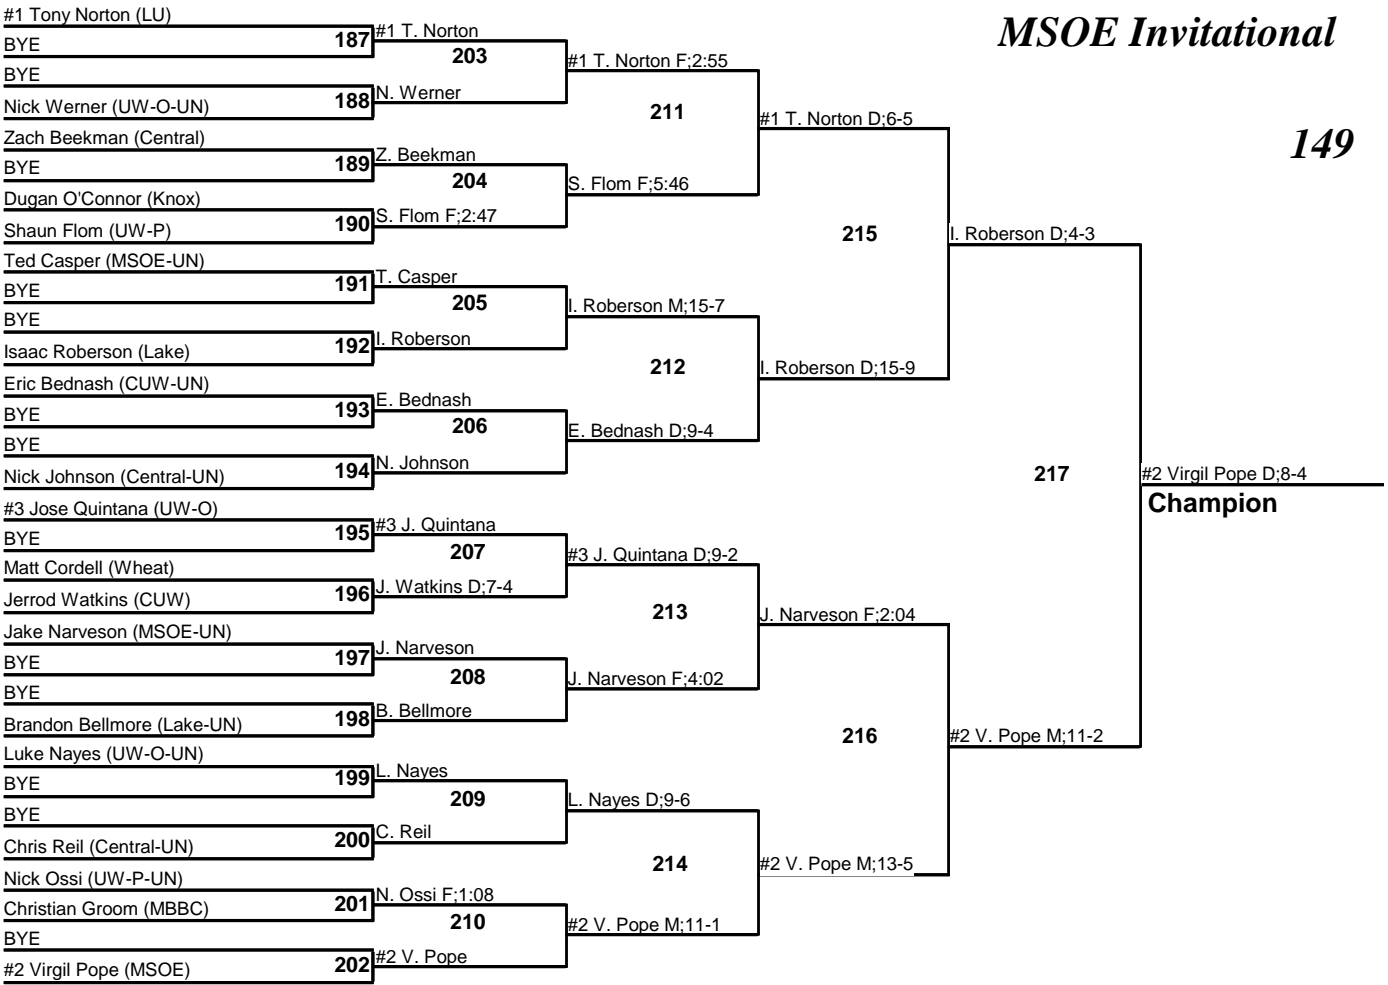 MSOE Invitational
149
#1 Tony Norton (LU)
BYE
187
BYE
Nick Werner (UW-O-UN)
188
Zach Beekman (Central)
BYE
189
Dugan O'Connor (Knox)
Shaun Flom (UW-P)
190
Ted Casper (MSOE-UN)
BYE
191
BYE
Isaac Roberson (Lake)
192
Eric Bednash (CUW-UN)
BYE
193
BYE
Nick Johnson (Central-UN)
194
#3 Jose Quintana (UW-O)
BYE
195
Matt Cordell (Wheat)
Jerrod Watkins (CUW)
196
Jake Narveson (MSOE-UN)
BYE
197
BYE
Brandon Bellmore (Lake-UN)
198
Luke Nayes (UW-O-UN)
BYE
199
BYE
Chris Reil (Central-UN)
200
Nick Ossi (UW-P-UN)
Christian Groom (MBBC)
201
BYE
#2 Virgil Pope (MSOE)
202
#1 T. Norton
203
N. Werner
Z. Beekman
204
S. Flom F;2:47
T. Casper
205
I. Roberson
E. Bednash
206
N. Johnson
#3 J. Quintana
207
J. Watkins D;7-4
J. Narveson
208
B. Bellmore
L. Nayes
209
C. Reil
N. Ossi F;1:08
210
#2 V. Pope
#1 T. Norton F;2:55
211
S. Flom F;5:46
I. Roberson M;15-7
212
E. Bednash D;9-4
#3 J. Quintana D;9-2
213
J. Narveson F;4:02
L. Nayes D;9-6
214
#2 V. Pope M;11-1
#1 T. Norton D;6-5
215
I. Roberson D;15-9
J. Narveson F;2:04
216
#2 V. Pope M;13-5
I. Roberson D;4-3
217
#2 V. Pope M;11-2
#2 Virgil Pope D;8-4
Champion